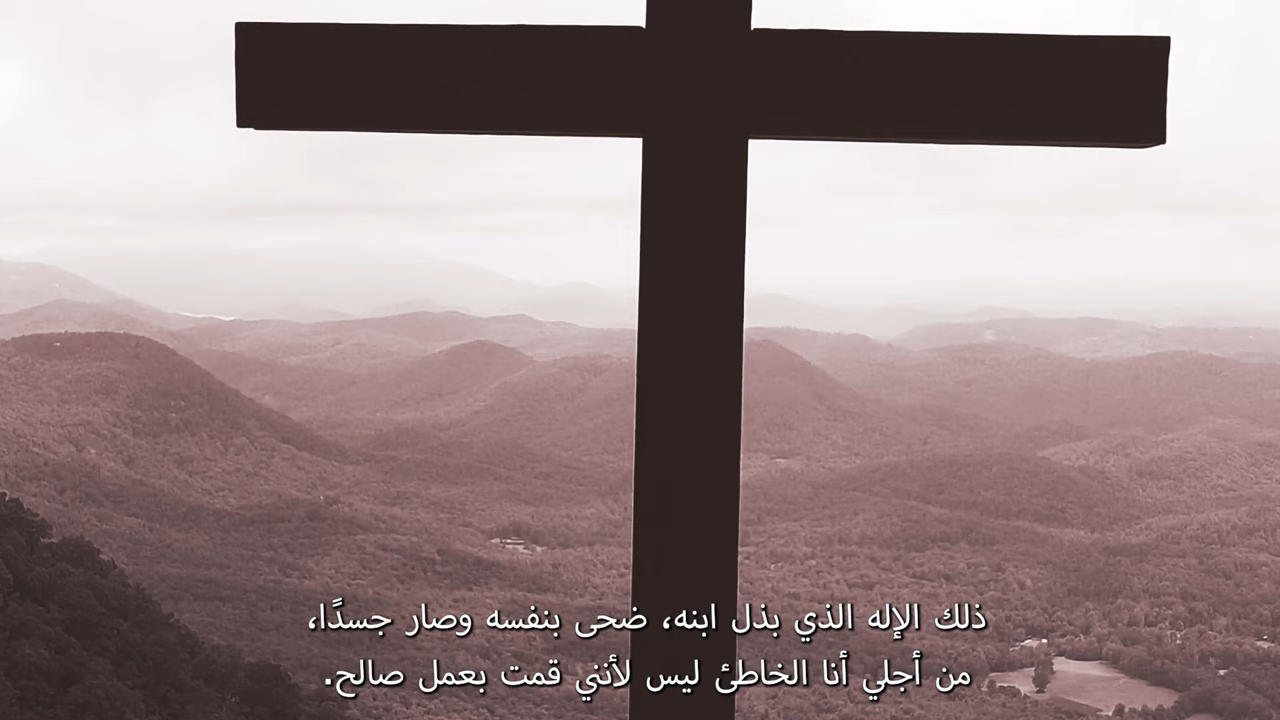 ذلك الإله الذي بذل ابنه، ضحى بنفسه وصار جسدًا،
من أجلي أنا الخاطئ ليس لأنني قمت بعمل صالح.